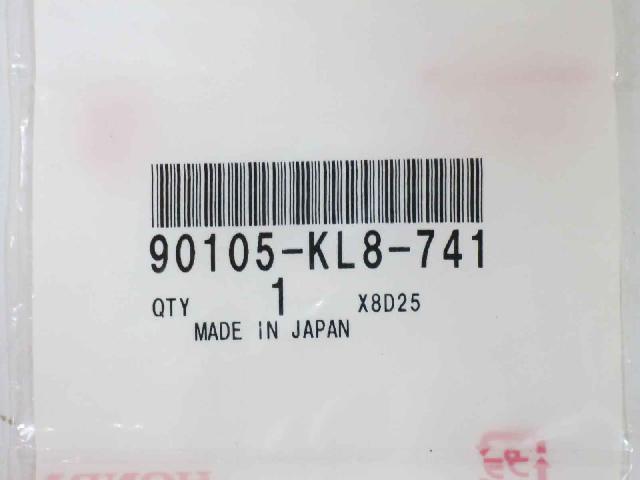 90105-KL8-741
QTY 1 X8D25
MADE IN JAPAN